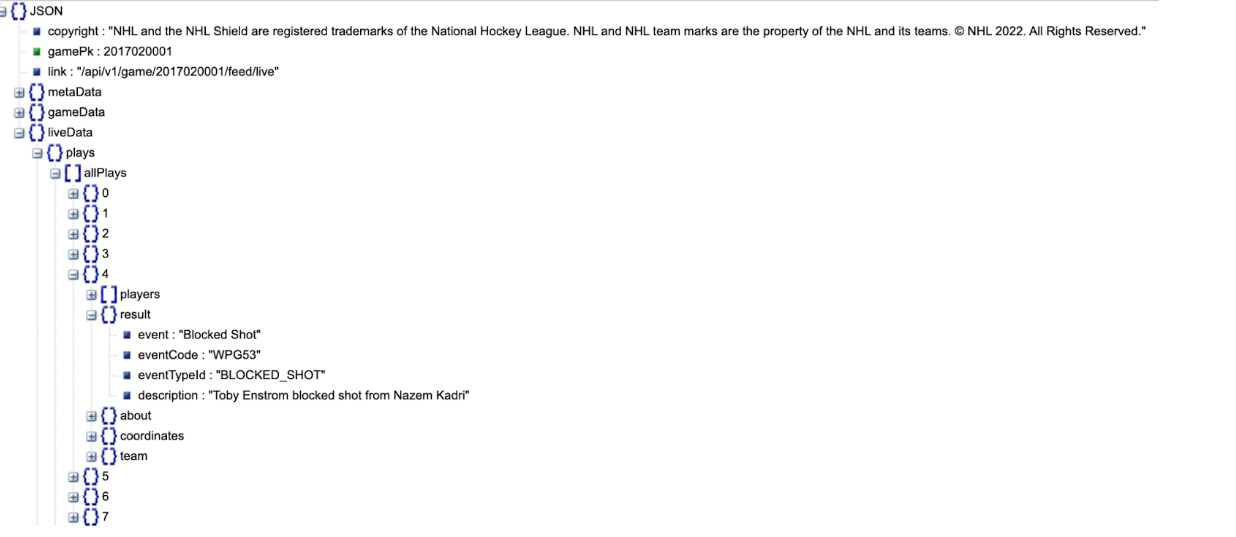 JSON
copyright : "NHL and the NHL Shield are registered trademarks of the National Hockey League. NHL and NHL team marks are the property of the NHL and its teams. © NHL 2022. All Rights Reserved."
gamePk : 2017020001
link : "/api/v1/game/2017020001/feed/live"
metaData
gameData
liveData
plays
allPlays
0
1
2
3
4
players
result
event : "Blocked Shot"
eventCode : "WPG53"
eventTypeId : "BLOCKED_SHOT"
description : "Toby Enstrom blocked shot from Nazem Kadri"
about
coordinates
team
5
6
7